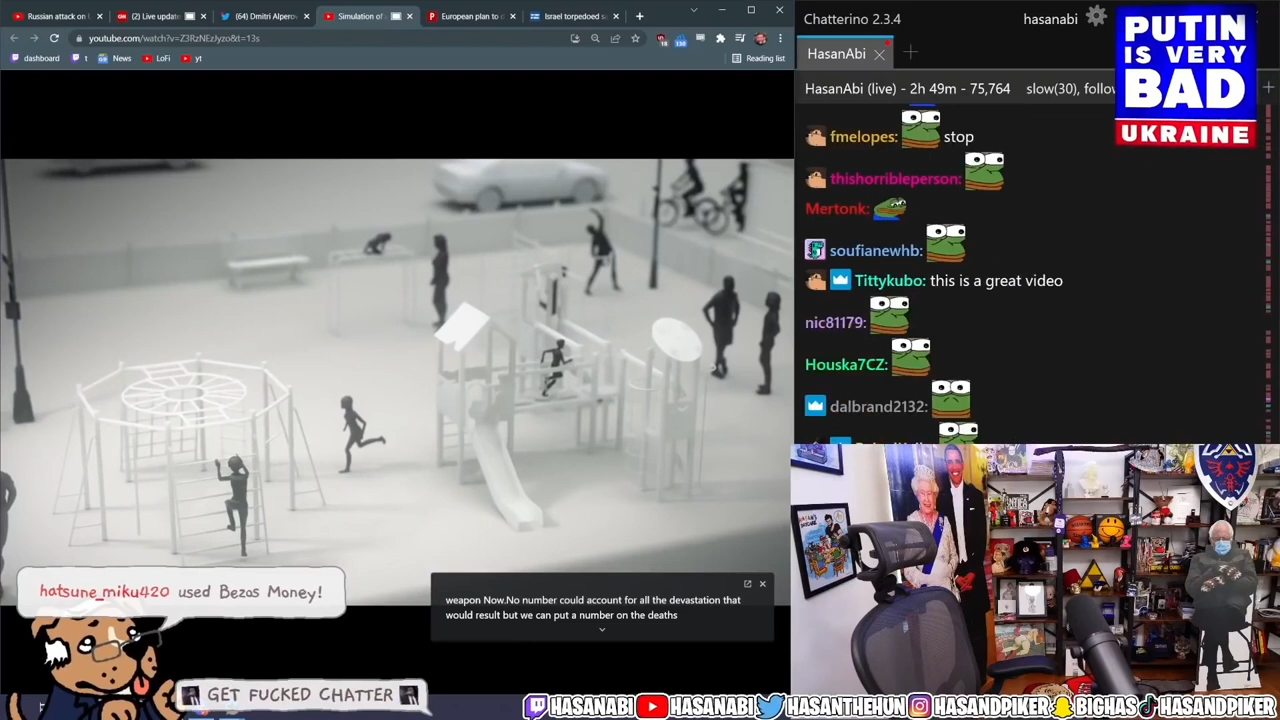 Russian attack on U
(2) Live update
(64) Dmitri Alperov
Simulation of
European plan to c
Israel torpedoed s
youtube.com/watch?v=Z3RzNEzJyzo&t=13s
dashboard
t
News
LoFi
yt
Reading list
Chatterino 2.3.4
hasanabi
HasanAbi
HasanAbi (live) - 2h 49m - 75,764
slow(30), follow
PUTIN
IS VERY
BAD
UKRAINE
fmelopes: stop
thishorribleperson:
Mertonk:
soufianewhb:
Tittykubo: this is a great video
nic81179:
Houska7CZ:
dalbrand2132:
weapon Now.No number could account for all the devastation that
would result but we can put a number on the deaths
hatsune_miku420 used Bezos Money!
GET FUCKED CHATTER
HASANABI
HASANABI
HASANTHEHUN
HASANDPIKER
BIGHAS
HASANDPIKER